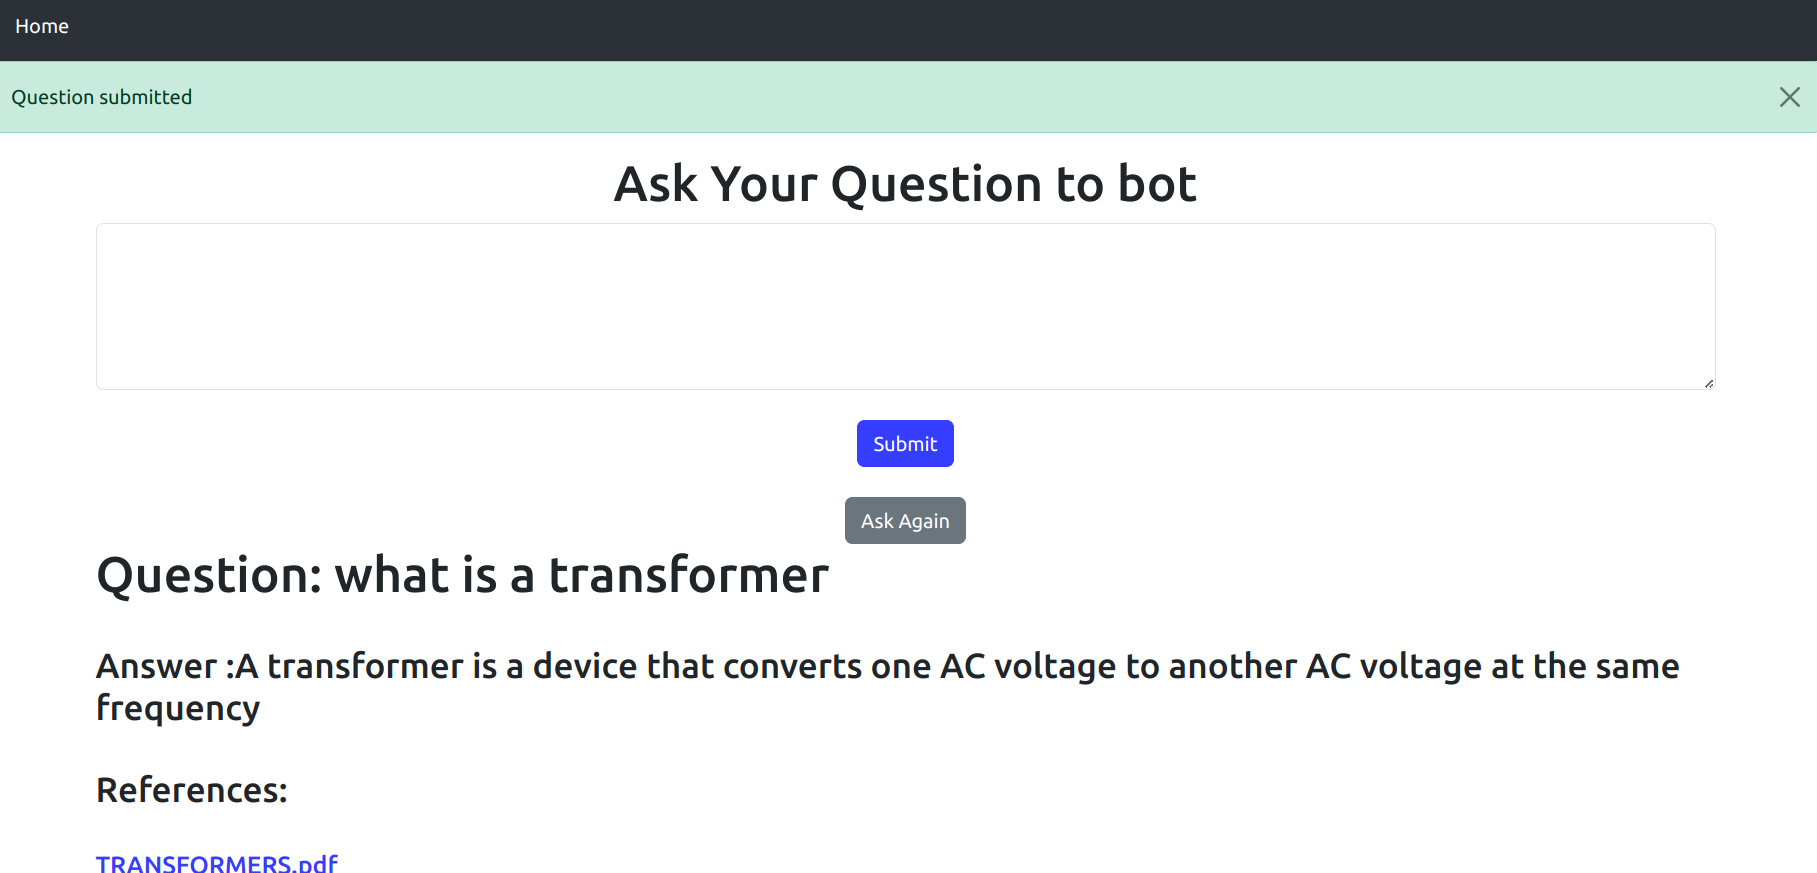 Home
Question submitted
Ask Your Question to bot
Submit
Ask Again
Question: what is a transformer
Answer :A transformer is a device that converts one AC voltage to another AC voltage at the same
frequency
References:
TRANSFORMERS.pdf